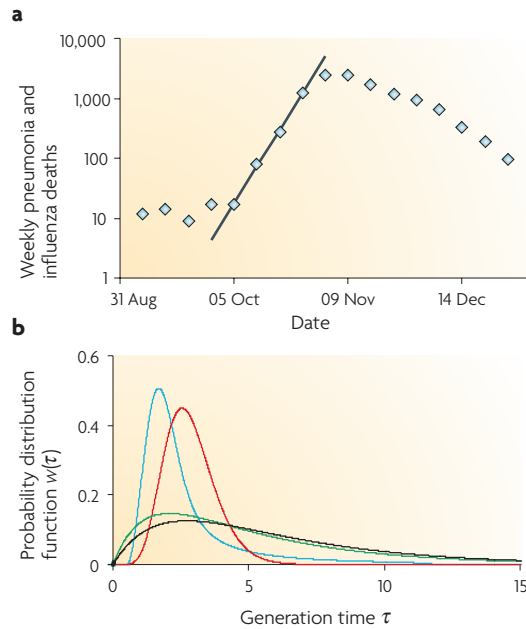 a
Weekly pneumonia and
influenza deaths
10,000
1,000
100
10
1
31 Aug 05 Oct 09 Nov 14 Dec
Date
b
Probability distribution
function w(τ)
0.6
0.4
0.2
0
0 5 10 15
Generation time τ